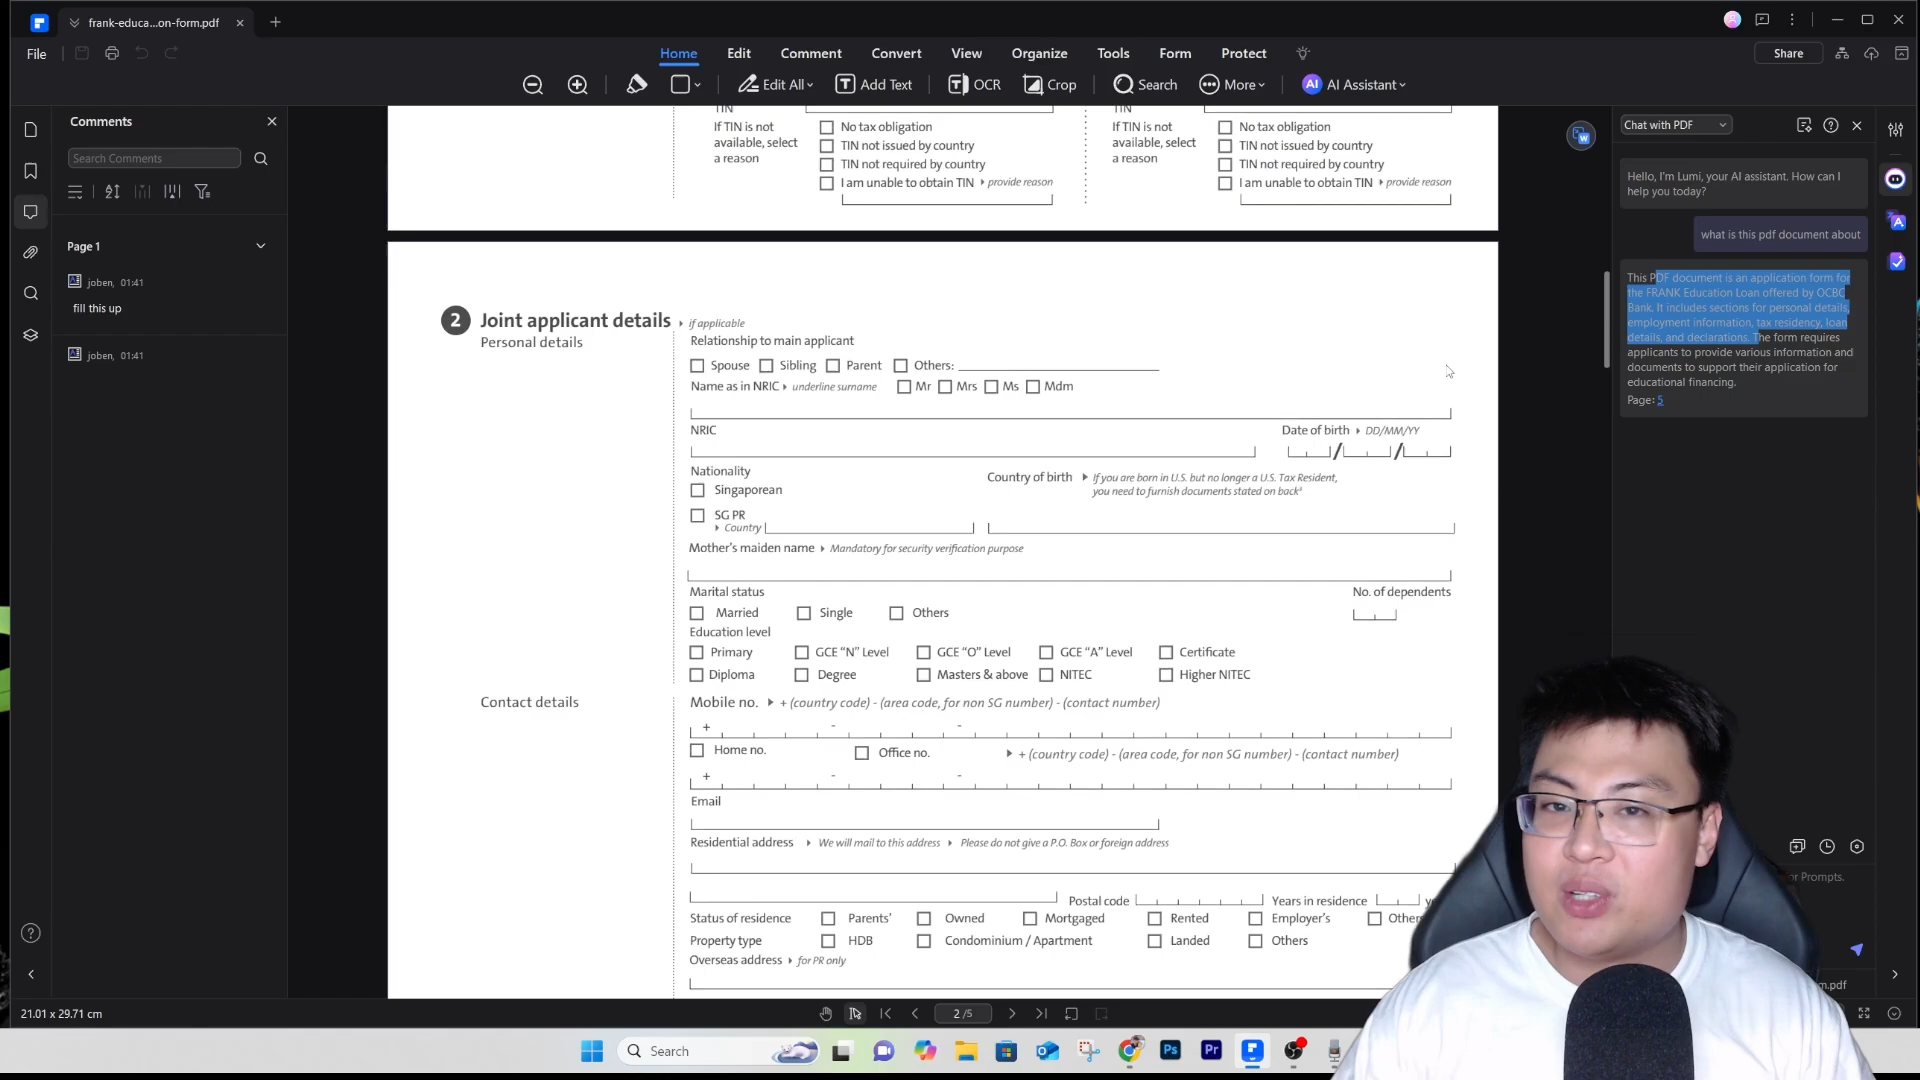 frank-educa...on-form.pdf
File
Home
Edit
Comment
Convert
View
Organize
Tools
Form
Protect
Share
Edit All
Add Text
OCR
Crop
Search
More
AI Assistant
Comments
Search Comments
Page 1
joben, 01:41
fill this up
joben, 01:41
TIN
If TIN is not
available, select
a reason
No tax obligation
TIN not issued by country
TIN not required by country
I am unable to obtain TIN provide reason
TIN
If TIN is not
available, select
a reason
No tax obligation
TIN not issued by country
TIN not required by country
I am unable to obtain TIN provide reason
2 Joint applicant details if applicable
Personal details
Relationship to main applicant
Spouse Sibling Parent Others:
Name as in NRIC underline surname Mr Mrs Ms Mdm
NRIC
Date of birth DD/MM/YY
Nationality
Singaporean
Country of birth If you are born in U.S. but no longer a U.S. Tax Resident,
you need to furnish documents stated on back³
SG PR
Country
Mother's maiden name Mandatory for security verification purpose
Marital status
No. of dependents
Married Single Others
Education level
Primary GCE “N” Level GCE “O” Level GCE “A” Level Certificate
Diploma Degree Masters & above NITEC Higher NITEC
Contact details
Mobile no. + (country code) - (area code, for non SG number) - (contact number)
+ - -
Home no. Office no. + (country code) - (area code, for non SG number) - (contact number)
+ - -
Email
Residential address We will mail to this address Please do not give a P.O. Box or foreign address
Postal code Years in residence
Status of residence Parents’ Owned Mortgaged Rented Employer's Other
Property type HDB Condominium / Apartment Landed Others
Overseas address for PR only
Chat with PDF
Hello, I'm Lumi, your AI assistant. How can I
help you today?
what is this pdf document about
This PDF document is an application form for
the FRANK Education Loan offered by OCBC
Bank. It includes sections for personal details,
employment information, tax residency, loan
details, and declarations. The form requires
applicants to provide various information and
documents to support their application for
educational financing.
Page: 5
or Prompts.
m.pdf
21.01 x 29.71 cm
2 /5
Search
Ps
Pr